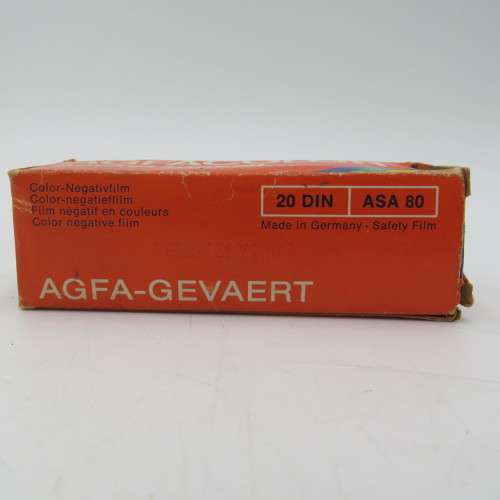 Color-Negativfilm
Color-negatieffilm
Film négatif en couleurs
Color negative film
20 DIN ASA 80
Made in Germany · Safety Film
AGFA-GEVAERT